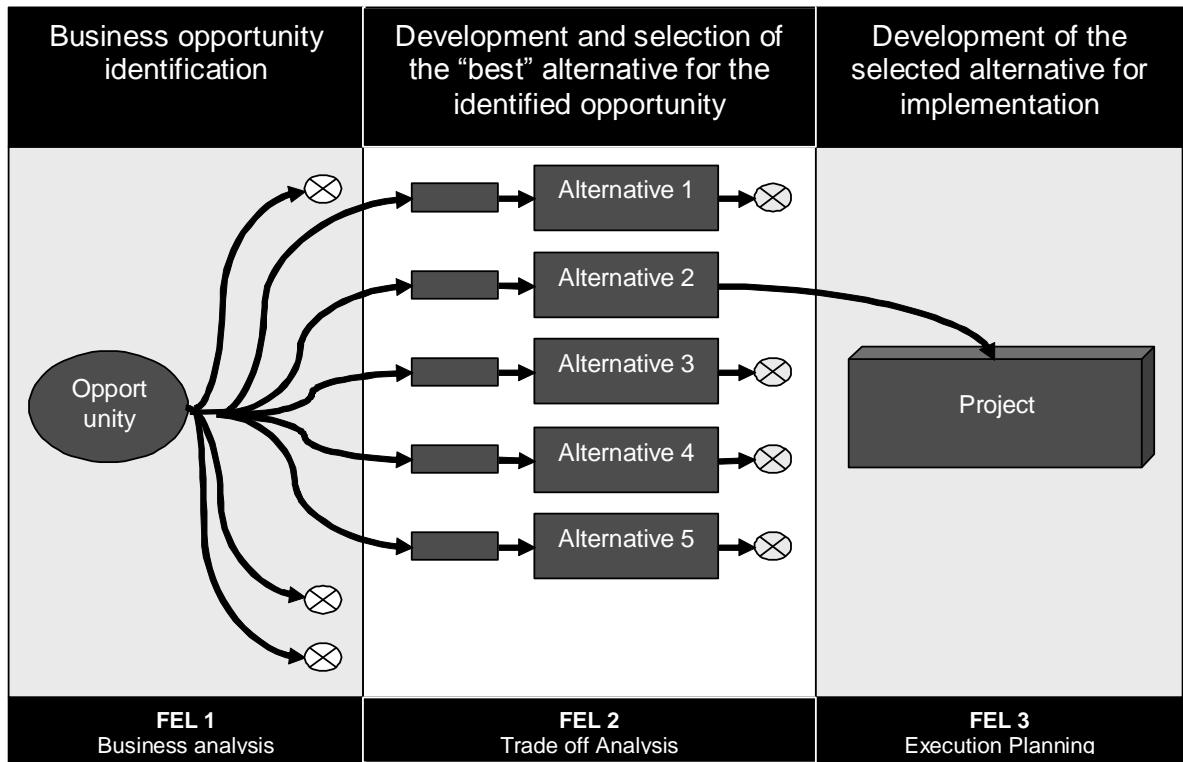 Business opportunity
identification
Development and selection of
the “best” alternative for the
identified opportunity
Development of the
selected alternative for
implementation
Opport
unity
Alternative 1
Alternative 2
Alternative 3
Alternative 4
Alternative 5
Project
FEL 1
Business analysis
FEL 2
Trade off Analysis
FEL 3
Execution Planning